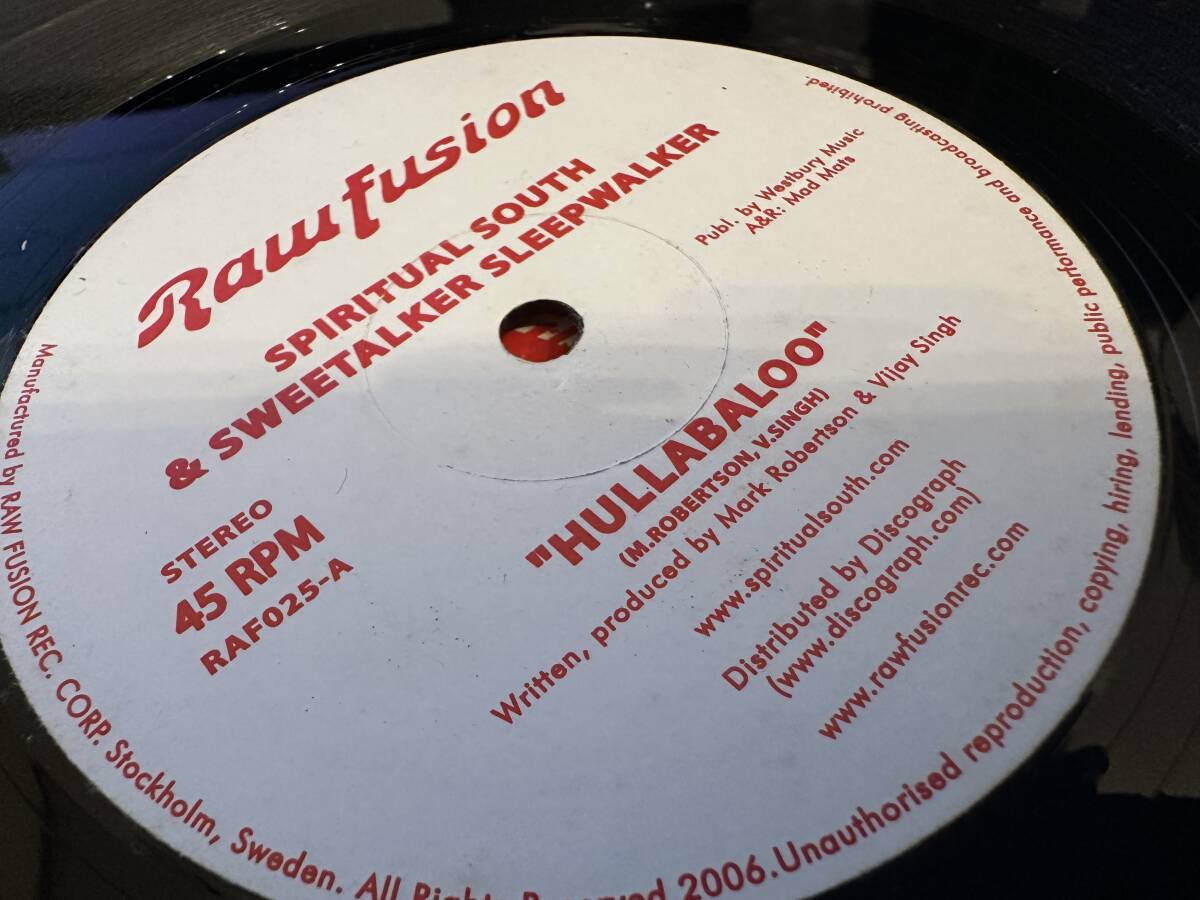 Raw fusion
SPIRITUAL SOUTH
& SWEETALKER SLEEPWALKER
Publ. by Westbury Music
A&R: Mad Mats
STEREO
45 RPM
RAF025-A
"HULLABALOO"
(M.ROBERTSON, V.SINGH)
Written, produced by Mark Robertson & Vijay Singh
www.spiritualsouth.com
Distributed by Discograph
(www.discograph.com)
www.rawfusionrec.com
Manufactured by RAW FUSION REC. CORP. Stockholm, Sweden. All Rights Reserved 2006. Unauthorised reproduction, copying, hiring, lending, public performance and broadcasting prohibited.